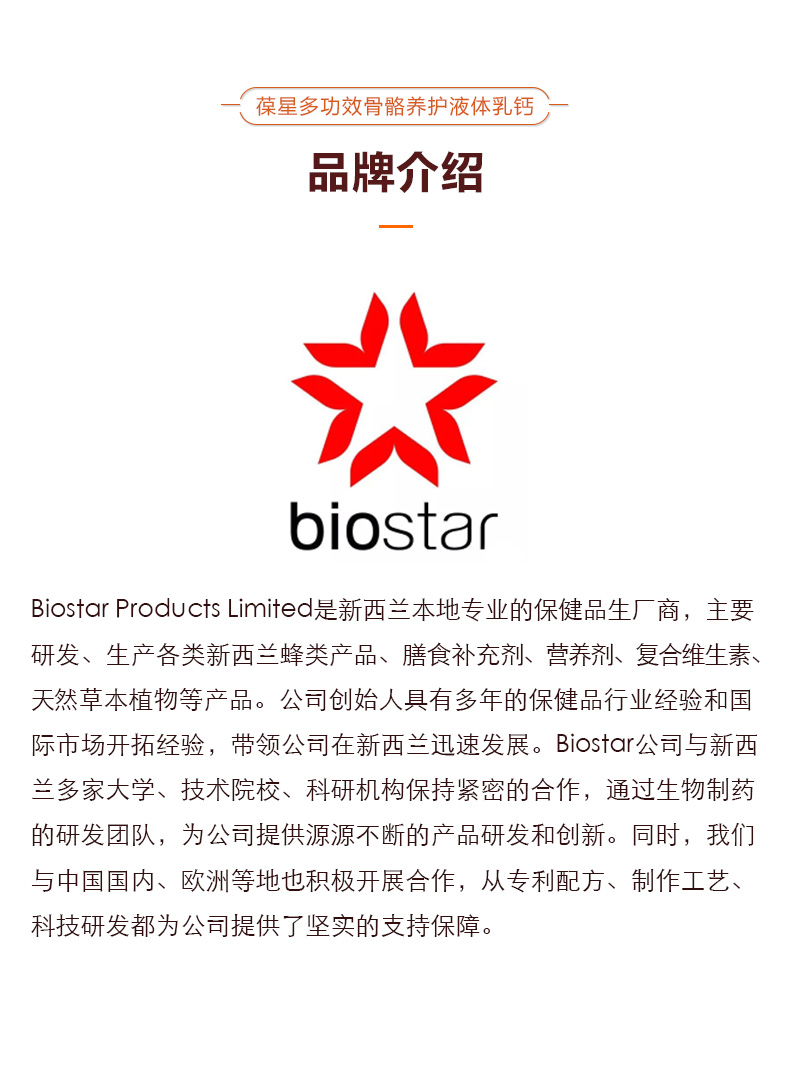 葆星多功效骨骼养护液体乳钙
品牌介绍
biostar
Biostar Products Limited是新西兰本地专业的保健品生厂商，主要
研发、生产各类新西兰蜂类产品、膳食补充剂、营养剂、复合维生素、
天然草本植物等产品。公司创始人具有多年的保健品行业经验和国
际市场开拓经验，带领公司在新西兰迅速发展。Biostar公司与新西
兰多家大学、技术院校、科研机构保持紧密的合作，通过生物制药
的研发团队，为公司提供源源不断的产品研发和创新。同时，我们
与中国国内、欧洲等地也积极开展合作，从专利配方、制作工艺、
科技研发都为公司提供了坚实的支持保障。